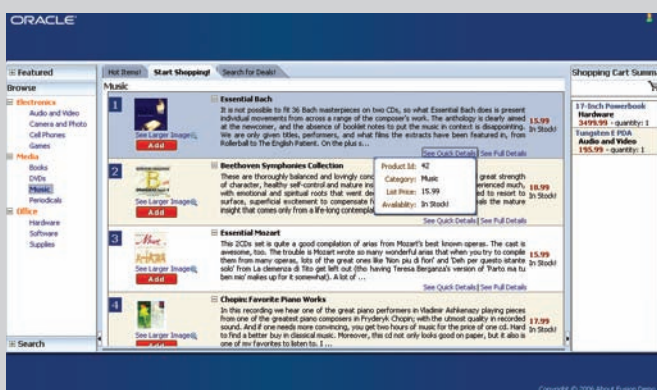 ORACLE
Featured
Browse
Electronics
Audio and Video
Camera and Photo
Cell Phones
Games
Media
Books
DVDs
Music
Periodicals
Office
Hardware
Software
Supplies
Search
Hot Items!
Start Shopping!
Search for Deals!
Music
1
See Larger Image
Add
Essential Bach
It is not possible to fit 36 Bach masterpieces on two CDs, so what Essential Bach does is present
individual movements from across a range of the composer's work. The anthology is clearly aimed
at the newcomer, and the absence of booklet notes to put the music in context is disappointing.
We are only given titles, performers, and what films the extracts have been featured in, from
Rollerball to The English Patient. On the plus s...
15.99
In Stock!
See Quick Details See Full Details
2
See Larger Image
Add
Beethoven Symphonies Collection
These are thoroughly balanced and lovingly conc great strength
of character, healthy self-control and mature ins erienced much,
with emotional and spiritual roots that went de ed to resort to
surface, superficial excitement to compensate f als the mature
insight that comes only from a life-long contempla
18.99
In Stock!
See Quick Details See Full Details
Product Id: 42
Category: Music
List Price: 15.99
Availability: In Stock!
3
See Larger Image
Add
Essential Mozart
This 2CDs set is quite a good compilation of arias from Mozart's best known operas. The cast is
awesome, too. The trouble is Mozart wrote so many wonderful arias that when you try to compile
them from many operas, lots of the great ones like 'Non piu di fiori' and 'Deh per questo istante
solo' from La clemenza di Tito get left out (tho having Teresa Berganza's version of 'Parto ma tu
ben mio' makes up for it somewhat). A lot of ...
15.99
In Stock!
See Quick Details See Full Details
4
See Larger Image
Chopin: Favorite Piano Works
In this recording we hear one of the great piano performers in Vladimir Ashkenazy playing pieces
from one of the greatest piano composers in Fryderyk Chopin; with the utmost quality in recorded
sound. And if one needs more convincing, you get two hours of music for the price of one cd. Hard
to find a better buy in classical music. Moreover, this cd not only looks good on paper, but it also is
one of my favorites to listen to. I ...
17.99
In Stock!
Shopping Cart Summa
17-Inch Powerbook
Hardware
3499.99 - quantity: 1
Tungsten E PDA
Audio and Video
195.99 - quantity: 1
Copyright © 2006 About Fusion Demo